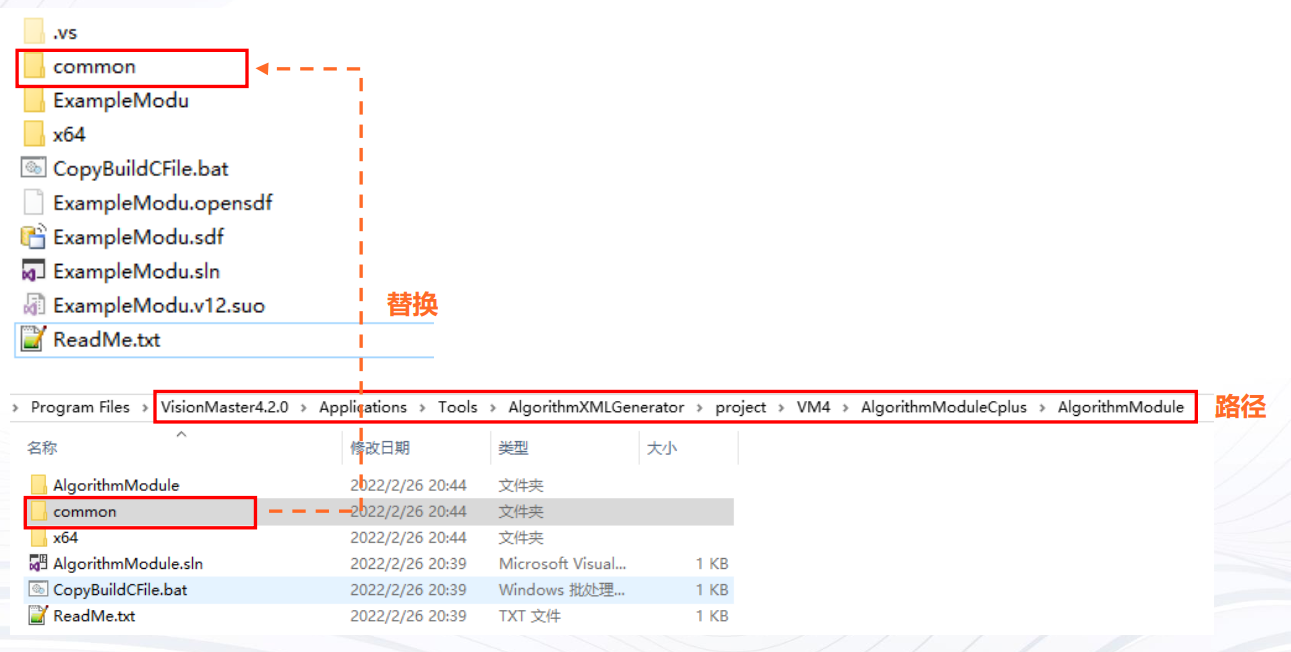 .vs
common
ExampleModu
x64
CopyBuildCFile.bat
ExampleModu.opensdf
ExampleModu.sdf
ExampleModu.sln
ExampleModu.v12.suo
替换
ReadMe.txt
› Program Files › VisionMaster4.2.0 › Applications › Tools › AlgorithmXMLGenerator › project › VM4 › AlgorithmModuleCplus › AlgorithmModule 路径
名称 修改日期 类型 大小
AlgorithmModule 2022/2/26 20:44 文件夹
common 2022/2/26 20:44 文件夹
x64 2022/2/26 20:44 文件夹
AlgorithmModule.sln 2022/2/26 20:39 Microsoft Visual... 1 KB
CopyBuildCFile.bat 2022/2/26 20:39 Windows 批处理... 1 KB
ReadMe.txt 2022/2/26 20:39 TXT 文件 1 KB